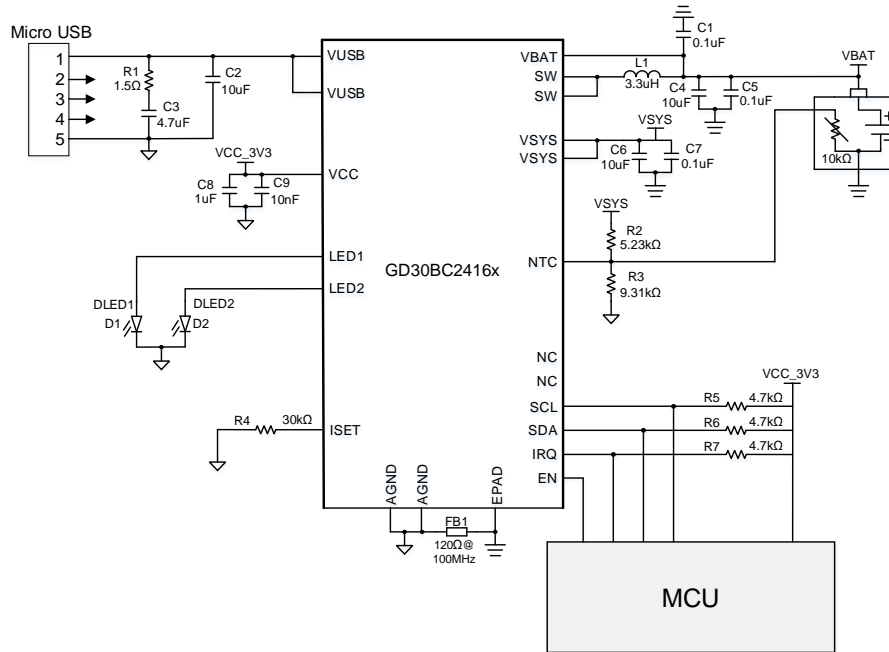 Micro USB
1
2
3
4
5
R1
1.5Ω
C3
4.7uF
C2
10uF
VCC_3V3
C8
1uF
C9
10nF
DLED1
D1
DLED2
D2
R4
30kΩ
VUSB
VUSB
VCC
LED1
LED2
ISET
GD30BC2416x
AGND
AGND
EPAD
FB1
120Ω@
100MHz
VBAT
SW
SW
VSYS
VSYS
NTC
NC
NC
SCL
SDA
IRQ
EN
C1
0.1uF
L1
3.3uH
C4
10uF
C5
0.1uF
VBAT
+
10kΩ
VSYS
C6
10uF
C7
0.1uF
VSYS
R2
5.23kΩ
R3
9.31kΩ
VCC_3V3
R5
4.7kΩ
R6
4.7kΩ
R7
4.7kΩ
MCU